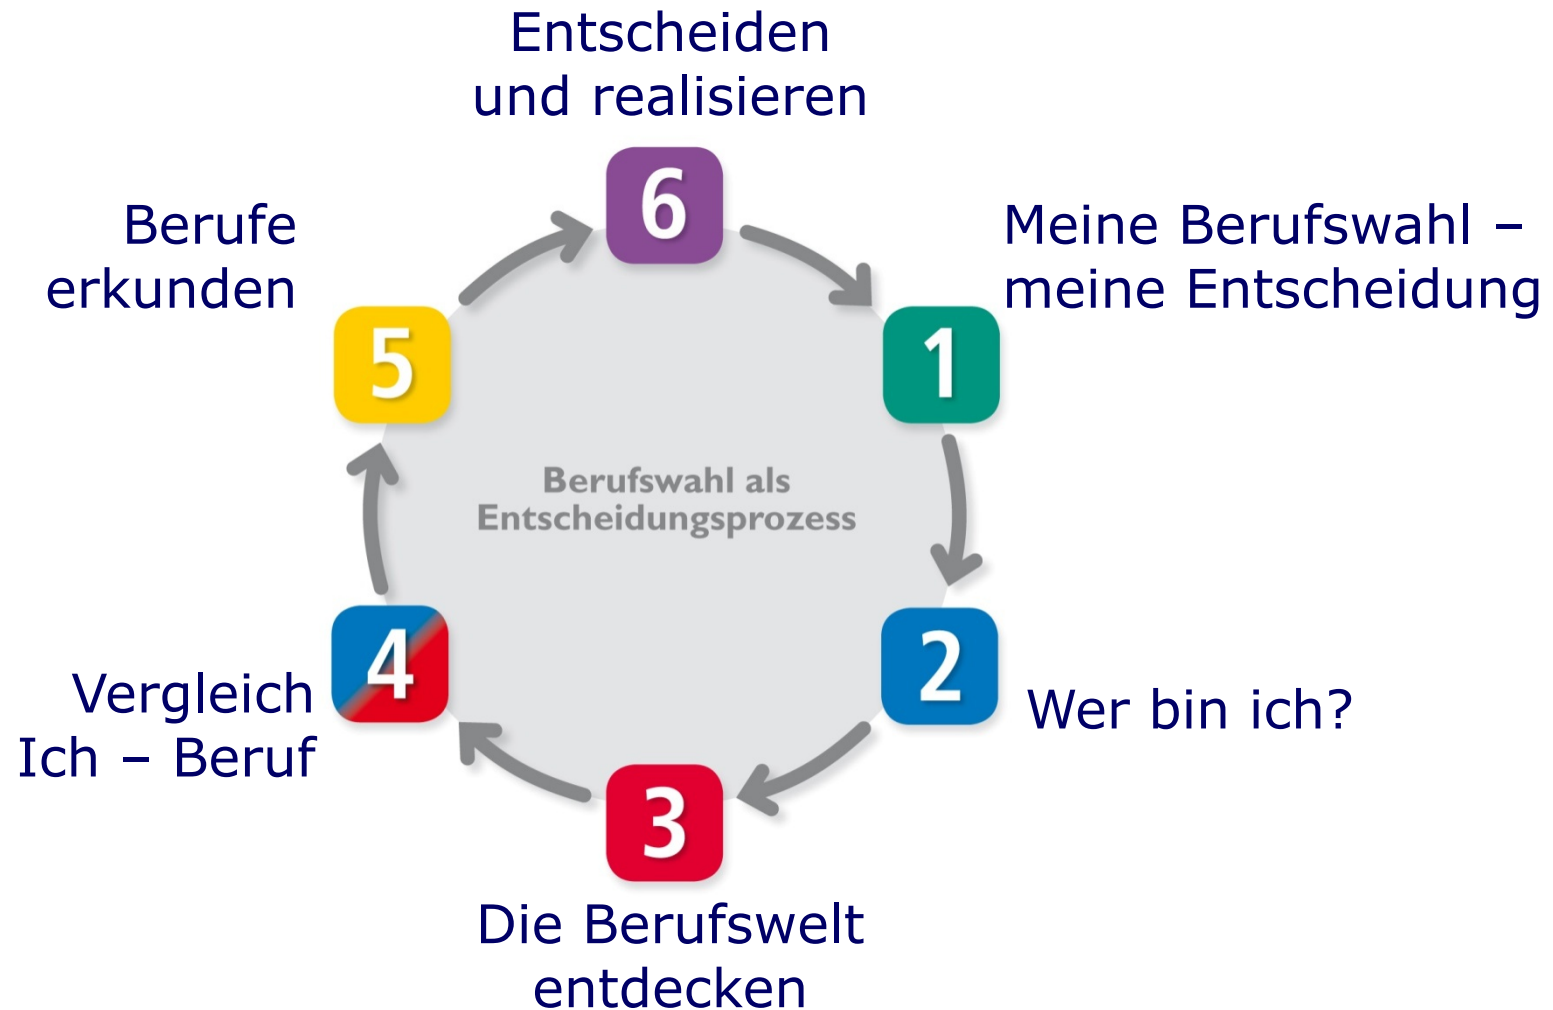 Entscheiden
und realisieren
6
Meine Berufswahl –
meine Entscheidung
1
Wer bin ich?
2
3
Die Berufswelt
entdecken
4
Vergleich
Ich – Beruf
5
Berufe
erkunden
Berufswahl als
Entscheidungsprozess